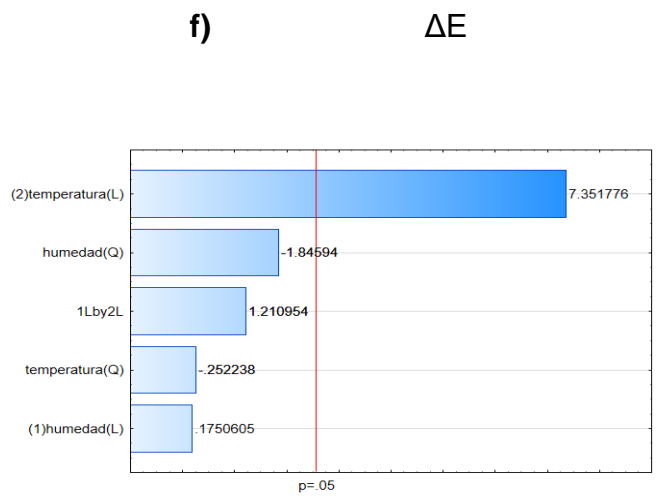 f) ΔE
(2)temperatura(L) 7.351776
humedad(Q) -1.84594
1Lby2L 1.210954
temperatura(Q) -.252238
(1)humedad(L) .1750605
p=.05